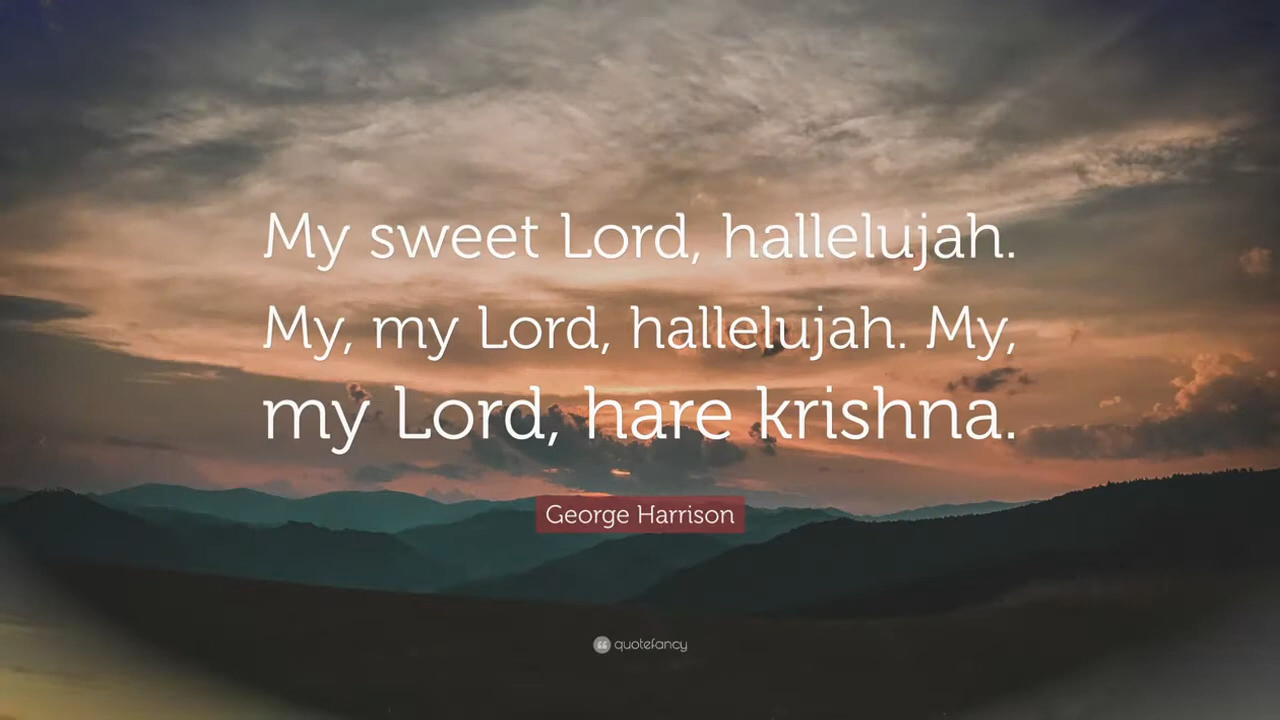 My sweet Lord, hallelujah.
My, my Lord, hallelujah. My,
my Lord, hare krishna.
George Harrison
quotefancy